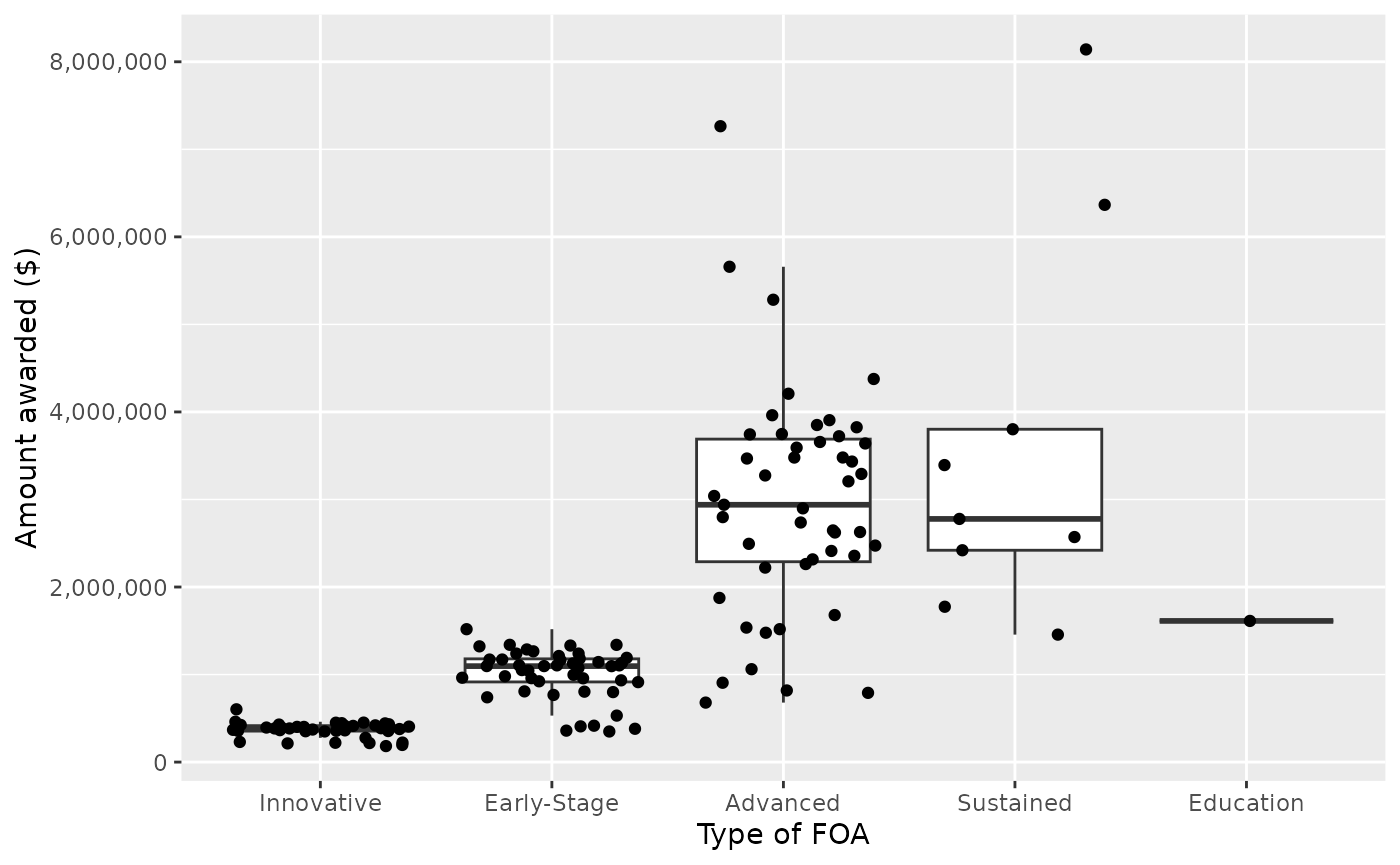 Amount awarded ($)
8,000,000
6,000,000
4,000,000
2,000,000
0
Innovative
Early-Stage
Advanced
Sustained
Education
Type of FOA